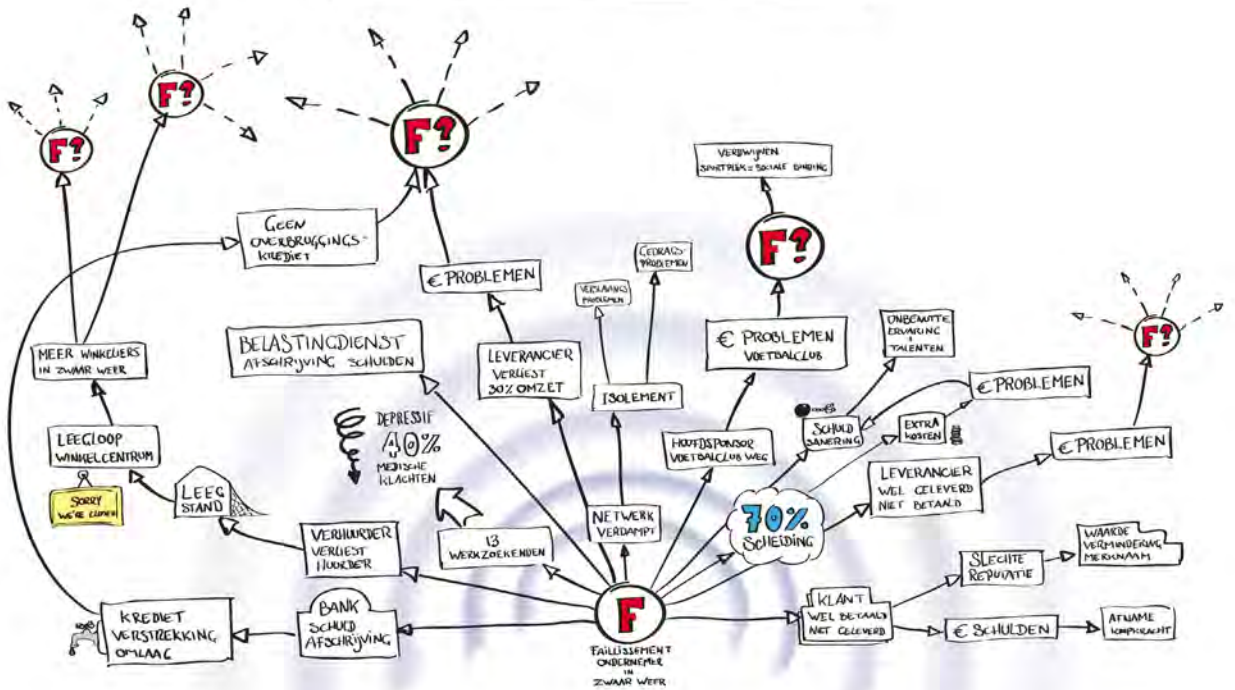 F?
F?
F?
VERDWIJNEN
SPORTPLEK = SOCIALE BINDING
GEEN
OVERBRUGGINGS-
KREDIET
F?
GEDRAGS-
PROBLEMEN
€ PROBLEMEN
VERSLAVINGS
PROBLEMEN
F?
BELASTINGDIENST
AFSCHRIJVING SCHULDEN
€ PROBLEMEN
VOETBALCLUB
ONBENUTTE
ERVARING
+
TALENTEN
MEER WINKELIERS
IN ZWAAR WEER
LEVERANCIER
VERLIEST
30% OMZET
ISOLEMENT
€ PROBLEMEN
DEPRESSIF
40%
MEDISCHE
KLACHTEN
SCHULD
SANERING
EXTRA
KOSTEN
€ PROBLEMEN
LEEGLOOP
WINKELCENTRUM
HOOFDSPONSOR
VOETBALCLUB WEG
LEVERANCIER
WEL GELEVERD
NIET BETAALD
SORRY
WE'RE CLOSED
LEEG
STAND
NETWERK
VERDAMPT
70%
SCHEIDING
VERHUURDER
VERLIEST
HUURDER
13
WERKZOEKENDEN
SLECHTE
REPUTATIE
WAARDE
VERMINDERING
MERKNAAM
KREDIET
VERSTREKKING
OMLAAG
BANK
SCHULD
AFSCHRIJVING
F
KLANT
WEL BETAALD
NIET GELEVERD
€ SCHULDEN
AFNAME
KOOPKRACHT
FAILLISSEMENT
ONDERNEMER
IN
ZWAAR WEER